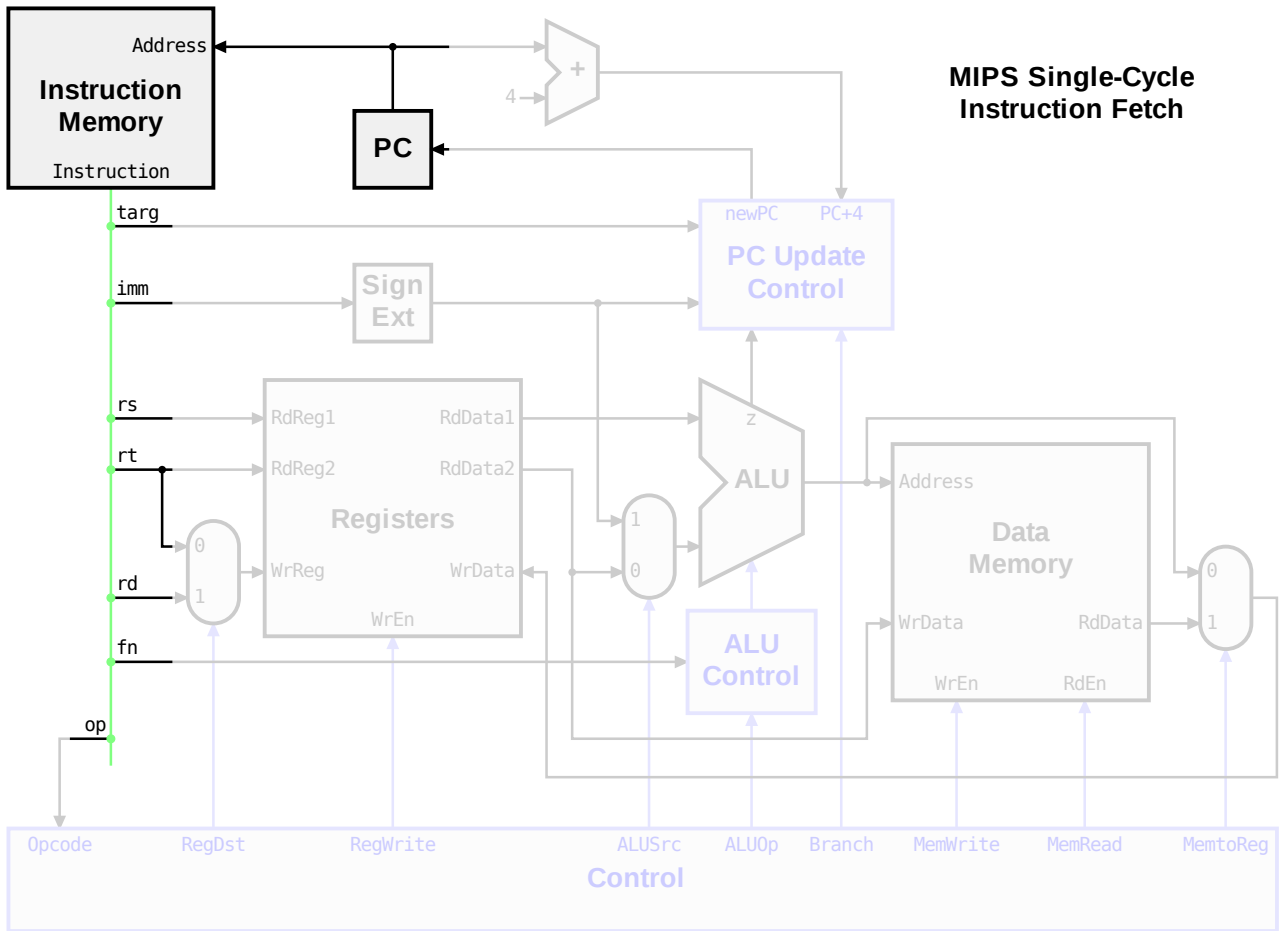 Address
Instruction
Memory
Instruction
+
4
PC
MIPS Single-Cycle
Instruction Fetch
targ
newPC
PC+4
PC Update
Control
imm
Sign
Ext
rs
RdReg1
RdData1
z
rt
RdReg2
RdData2
ALU
Address
Registers
1
Data
Memory
0
WrReg
WrData
0
0
rd
1
WrEn
WrData
RdData
1
fn
ALU
Control
WrEn
RdEn
op
Opcode
RegDst
RegWrite
ALUSrc
ALUOp
Branch
MemWrite
MemRead
MemtoReg
Control